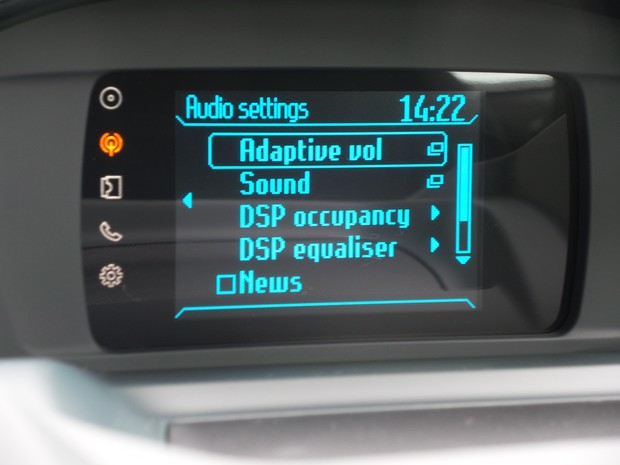 Audio settings 14:22
Adaptive vol
Sound
DSP occupancy
DSP equaliser
News